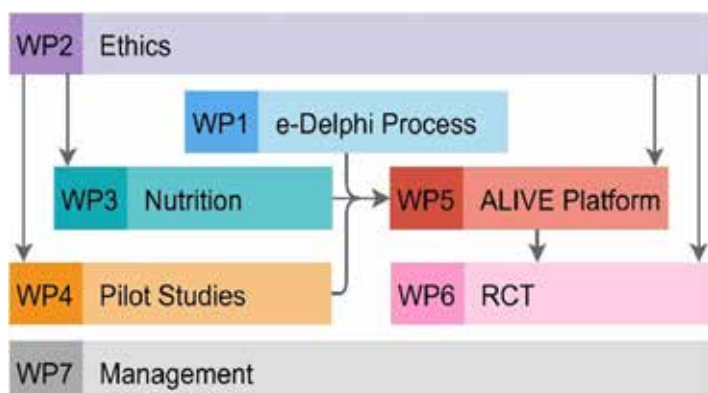 WP2 Ethics
WP1 e-Delphi Process
WP3 Nutrition
WP5 ALIVE Platform
WP4 Pilot Studies
WP6 RCT
WP7 Management